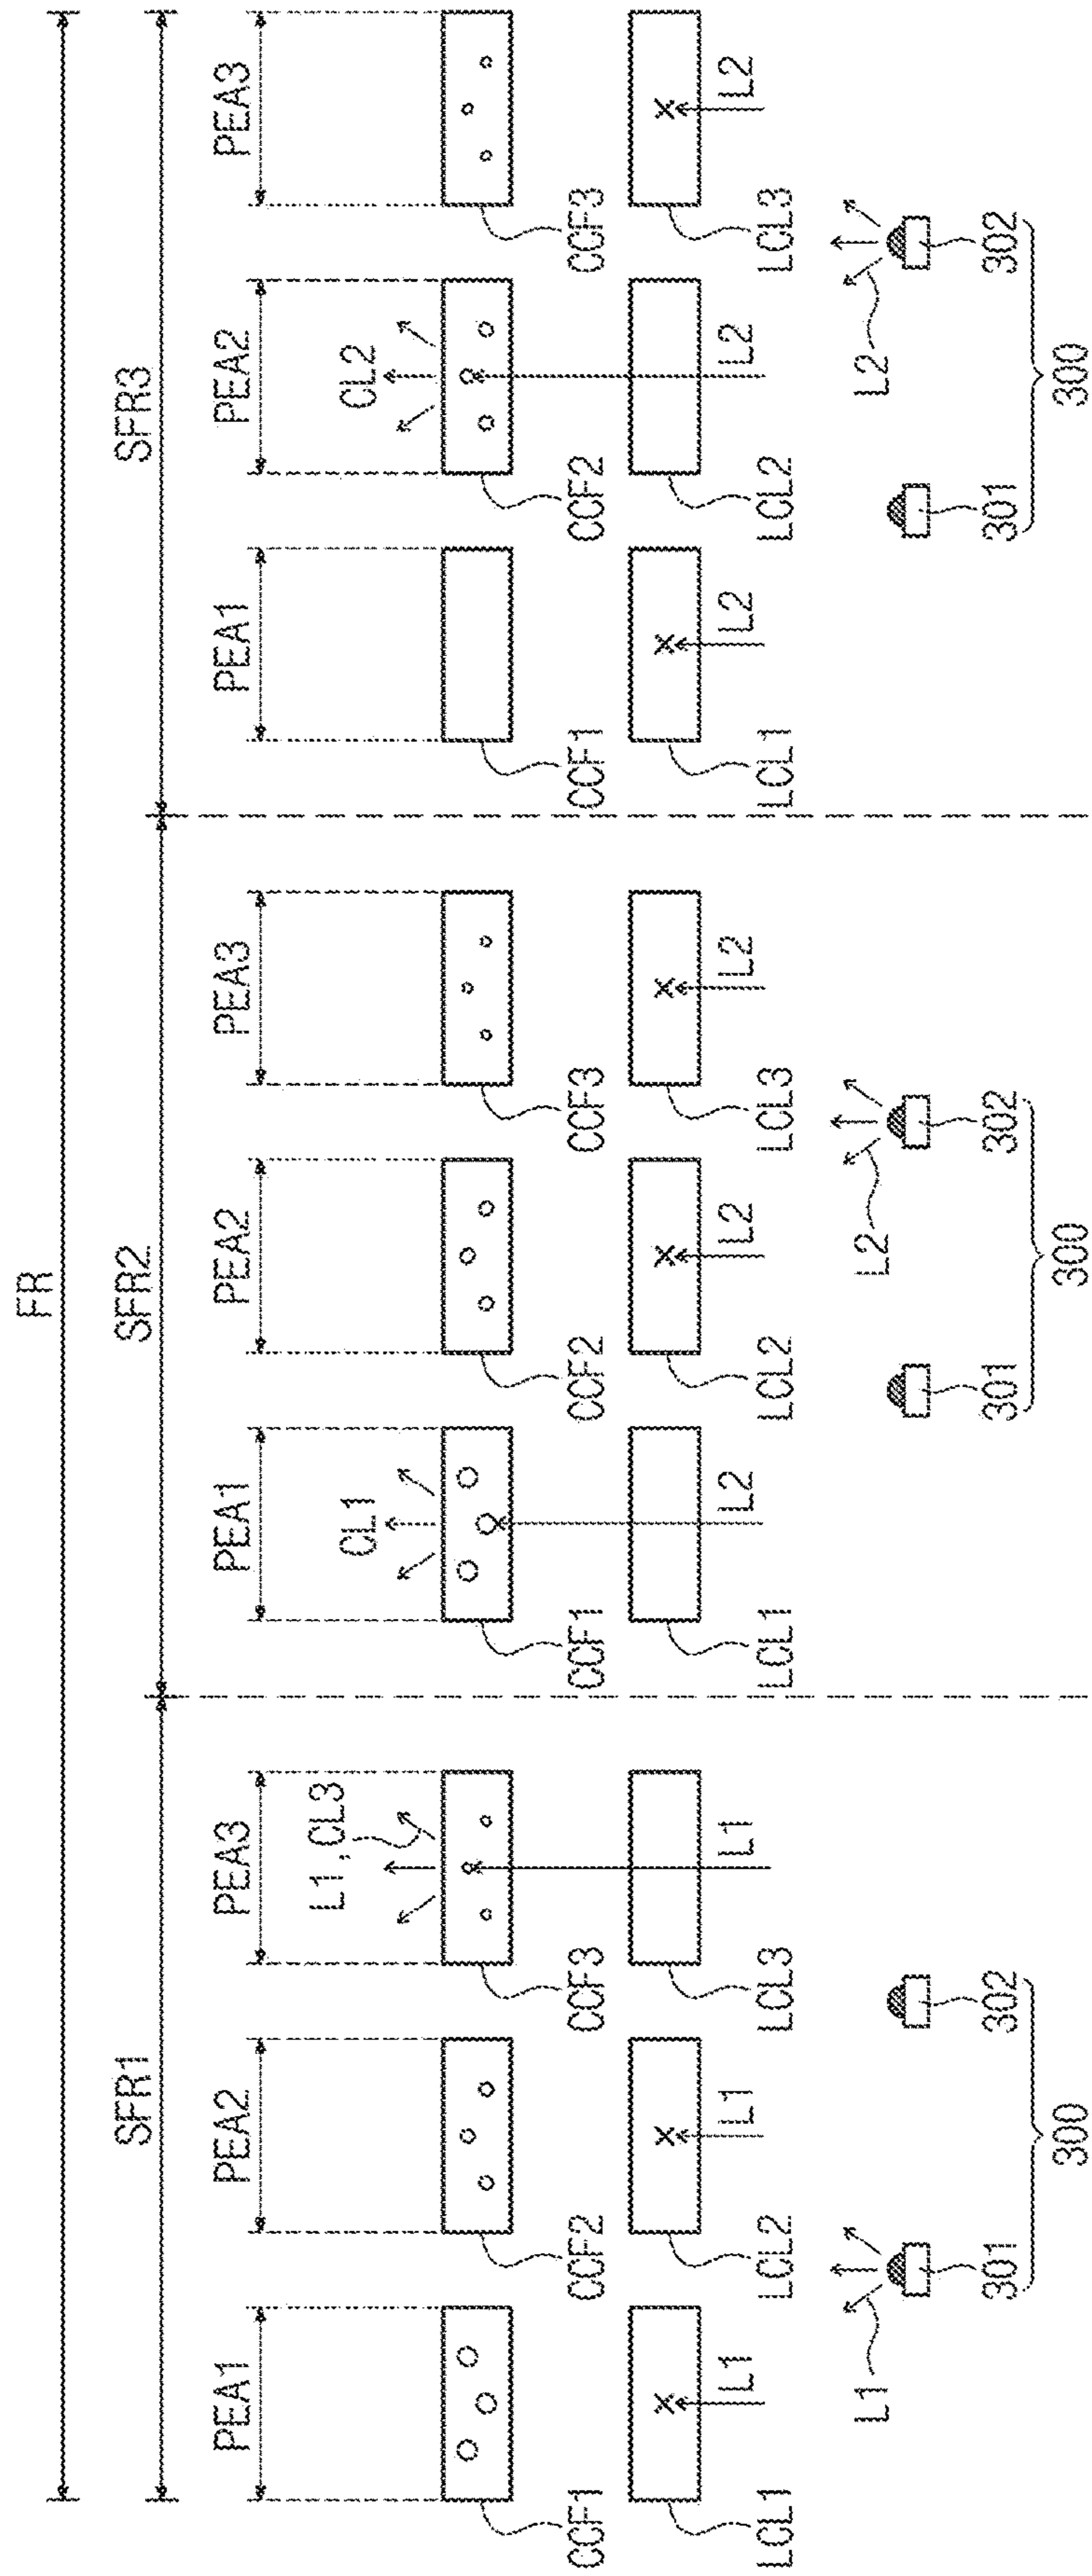 FR
SFR1
SFR2
SFR3
PEA1
PEA2
PEA3
PEA1
PEA2
PEA3
PEA1
PEA2
PEA3
L1,CL3
CL1
CL2
CCF1
CCF2
CCF3
CCF1
CCF2
CCF3
CCF1
CCF2
CCF3
L1
L1
L1
L2
L2
L2
L2
L2
L2
LCL1
LCL2
LCL3
LCL1
LCL2
LCL3
LCL1
LCL2
LCL3
L1
L2
L2
301
302
301
302
301
302
300
300
300